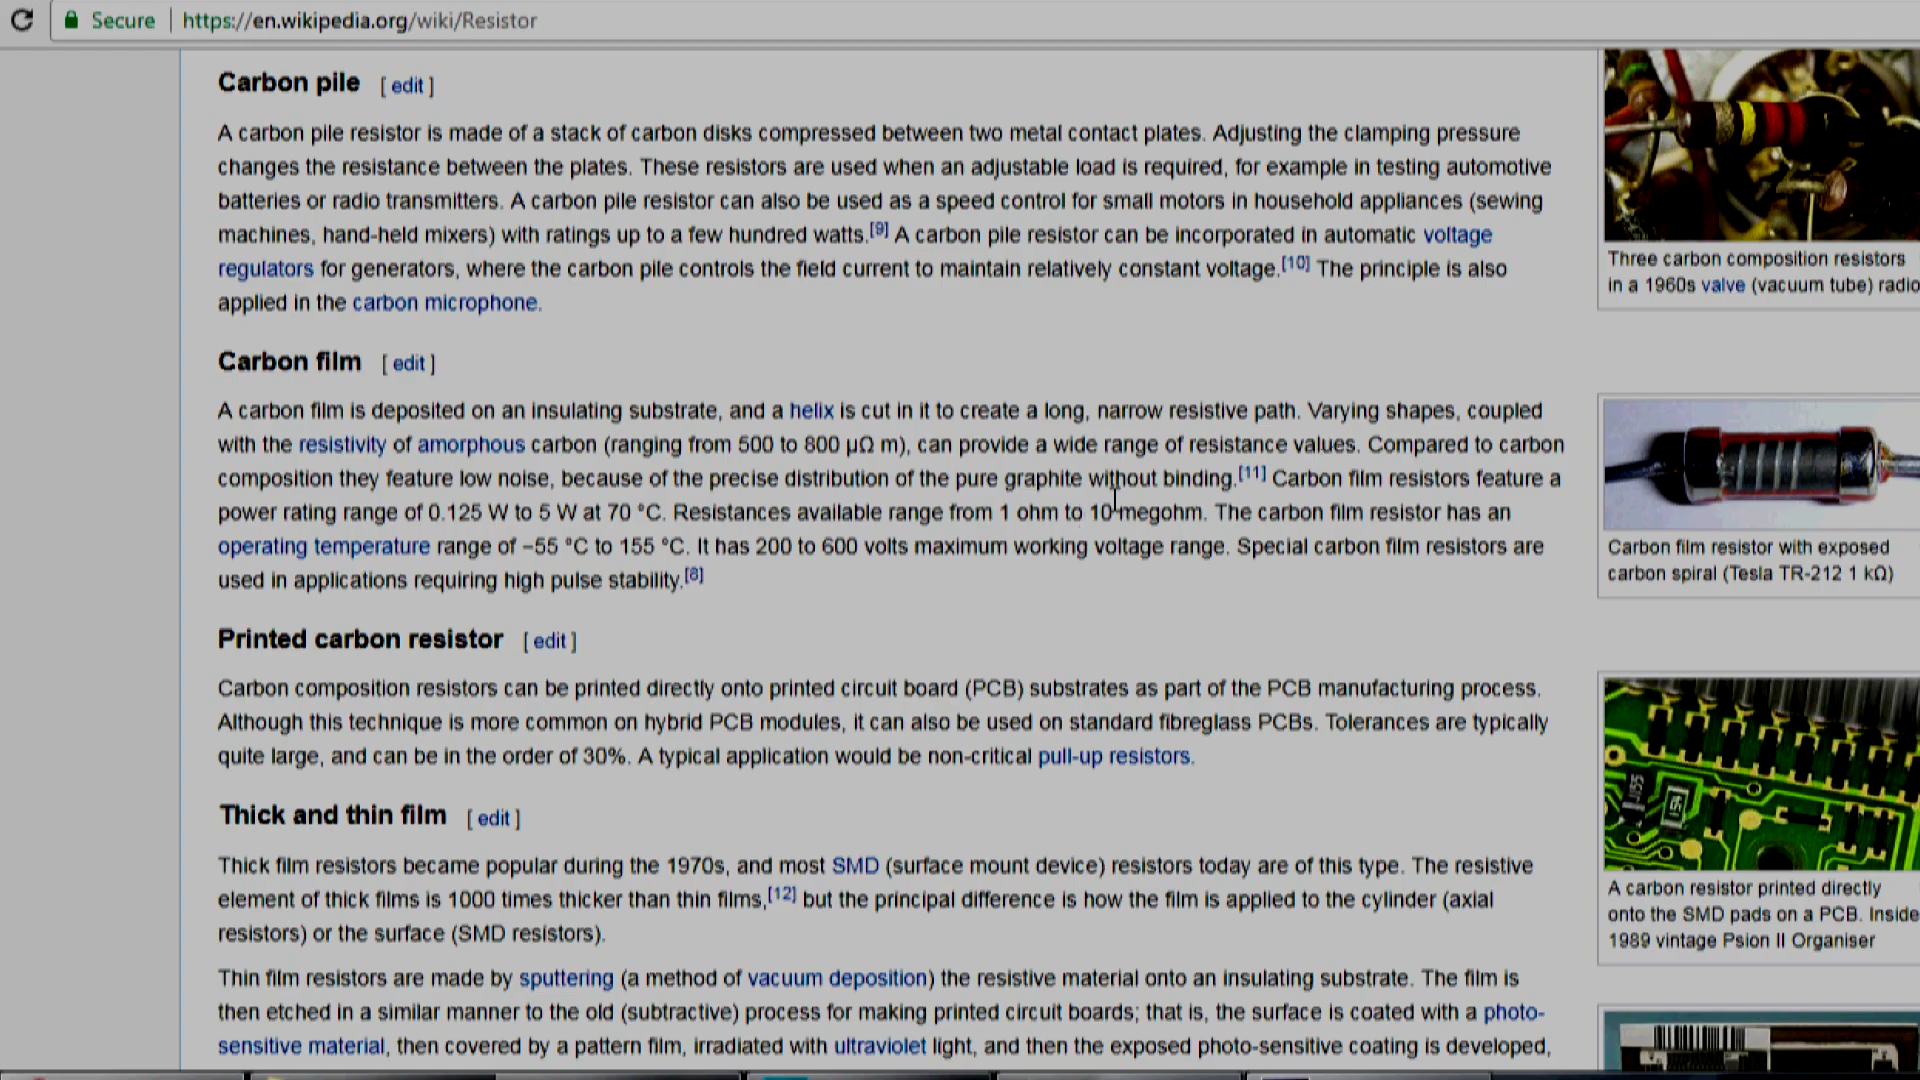 Secure https://en.wikipedia.org/wiki/Resistor
Carbon pile [ edit ]
A carbon pile resistor is made of a stack of carbon disks compressed between two metal contact plates. Adjusting the clamping pressure
changes the resistance between the plates. These resistors are used when an adjustable load is required, for example in testing automotive
batteries or radio transmitters. A carbon pile resistor can also be used as a speed control for small motors in household appliances (sewing
machines, hand-held mixers) with ratings up to a few hundred watts.[9] A carbon pile resistor can be incorporated in automatic voltage
regulators for generators, where the carbon pile controls the field current to maintain relatively constant voltage.[10] The principle is also
applied in the carbon microphone.
Three carbon composition resistors
in a 1960s valve (vacuum tube) radio
Carbon film [ edit ]
A carbon film is deposited on an insulating substrate, and a helix is cut in it to create a long, narrow resistive path. Varying shapes, coupled
with the resistivity of amorphous carbon (ranging from 500 to 800 μΩ m), can provide a wide range of resistance values. Compared to carbon
composition they feature low noise, because of the precise distribution of the pure graphite without binding.[11] Carbon film resistors feature a
power rating range of 0.125 W to 5 W at 70 °C. Resistances available range from 1 ohm to 10 megohm. The carbon film resistor has an
operating temperature range of −55 °C to 155 °C. It has 200 to 600 volts maximum working voltage range. Special carbon film resistors are
used in applications requiring high pulse stability.[8]
Carbon film resistor with exposed
carbon spiral (Tesla TR-212 1 kΩ)
Printed carbon resistor [ edit ]
Carbon composition resistors can be printed directly onto printed circuit board (PCB) substrates as part of the PCB manufacturing process.
Although this technique is more common on hybrid PCB modules, it can also be used on standard fibreglass PCBs. Tolerances are typically
quite large, and can be in the order of 30%. A typical application would be non-critical pull-up resistors.
154
A carbon resistor printed directly
onto the SMD pads on a PCB. Inside
1989 vintage Psion II Organiser
Thick and thin film [ edit ]
Thick film resistors became popular during the 1970s, and most SMD (surface mount device) resistors today are of this type. The resistive
element of thick films is 1000 times thicker than thin films,[12] but the principal difference is how the film is applied to the cylinder (axial
resistors) or the surface (SMD resistors).
Thin film resistors are made by sputtering (a method of vacuum deposition) the resistive material onto an insulating substrate. The film is
then etched in a similar manner to the old (subtractive) process for making printed circuit boards; that is, the surface is coated with a photo-
sensitive material, then covered by a pattern film, irradiated with ultraviolet light, and then the exposed photo-sensitive coating is developed,